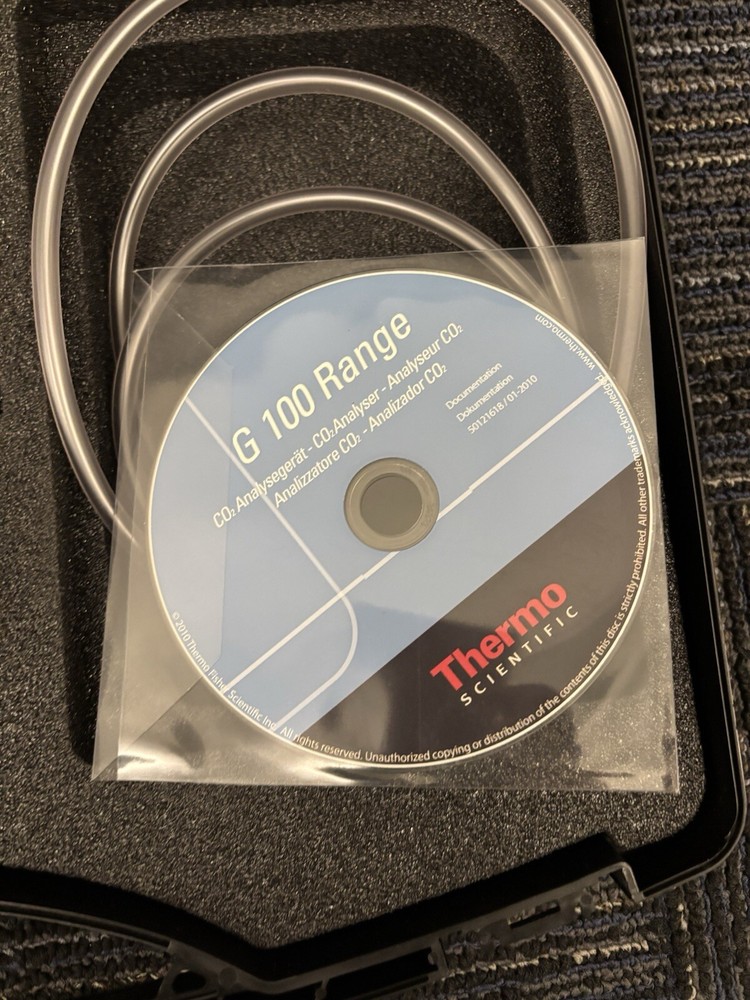 G 100 Range
CO₂ Analysegerät - CO₂Analyser - Analyseur CO₂
Analizzatore CO₂ - Analizador CO₂
Documentation
Dokumentation
50121618 / 01-2010
Thermo
SCIENTIFIC
© 2010 Thermo Fisher Scientific Inc. All rights reserved. Unauthorized copying or distribution of the contents of this disc is strictly prohibited. All other trademarks acknowledged. www.thermo.com